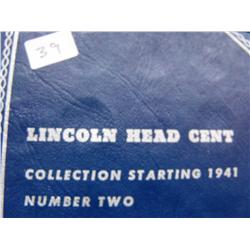 39
LINCOLN HEAD CENT
COLLECTION STARTING 1941
NUMBER TWO